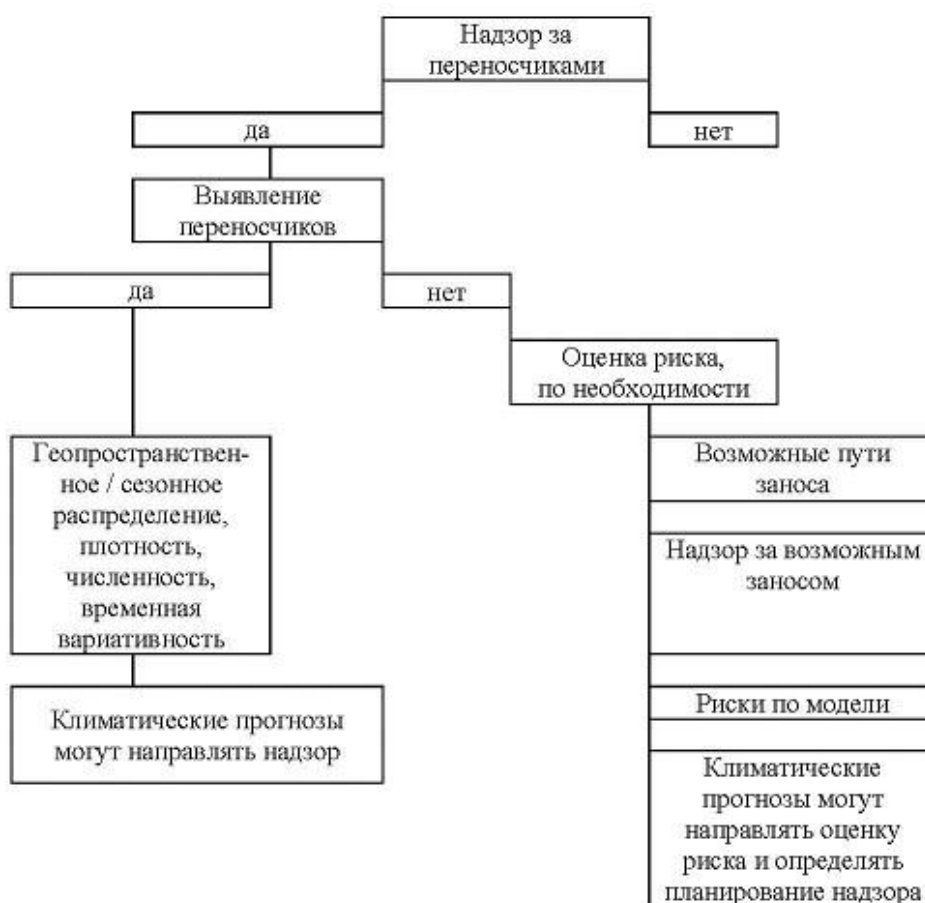 Надзор за
переносчиками
да
нет
Выявление
переносчиков
да
нет
Оценка риска,
по необходимости
Геопространствен-
ное / сезонное
распределение,
плотность,
численность,
временная
вариативность
Возможные пути
заноса
Надзор за возможным
заносом
Климатические прогнозы
могут направлять надзор
Риски по модели
Климатические
прогнозы могут
направлять оценку
риска и определять
планирование надзора